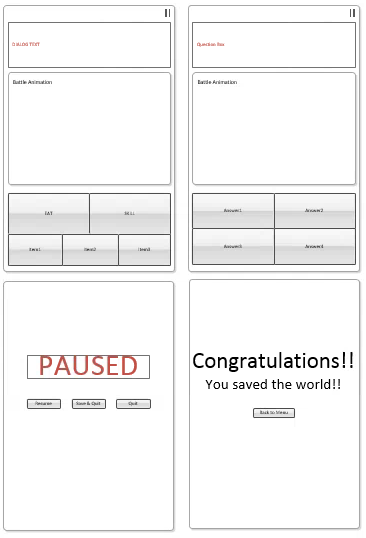 DIALOG TEXT
Battle Animation
EAT
Item1
Item2
Item3
Question Box
Battle Animation
Answer1
Answer2
Answer3
Answer4
PAUSED
Resume
Save & Quit
Quit
Congratulations!!
You saved the world!!
Back to Menu